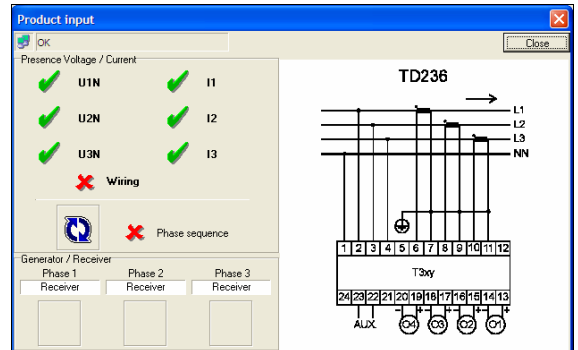 Product input
OK
Close
Presence Voltage / Current
U1N I1
U2N I2
U3N I3
Wiring
Phase sequence
Generator / Receiver
Phase 1 Phase 2 Phase 3
Receiver Receiver Receiver
TD236
L1
L2
L3
NN
1 2 3 4 5 6 7 8 9 10 11 12
T3xy
24 23 22 21 20 19 18 17 16 15 14 13
- + - + - + - +
AUX. O4 O3 O2 O1